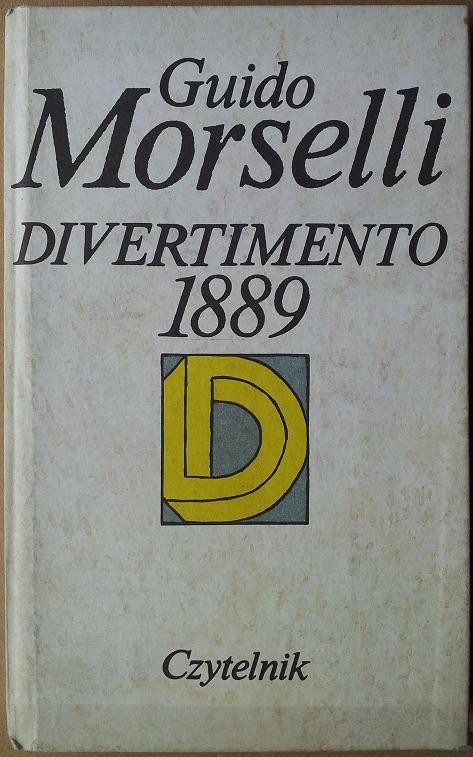 Guido
Morselli
DIVERTIMENTO
1889
D
Czytelnik